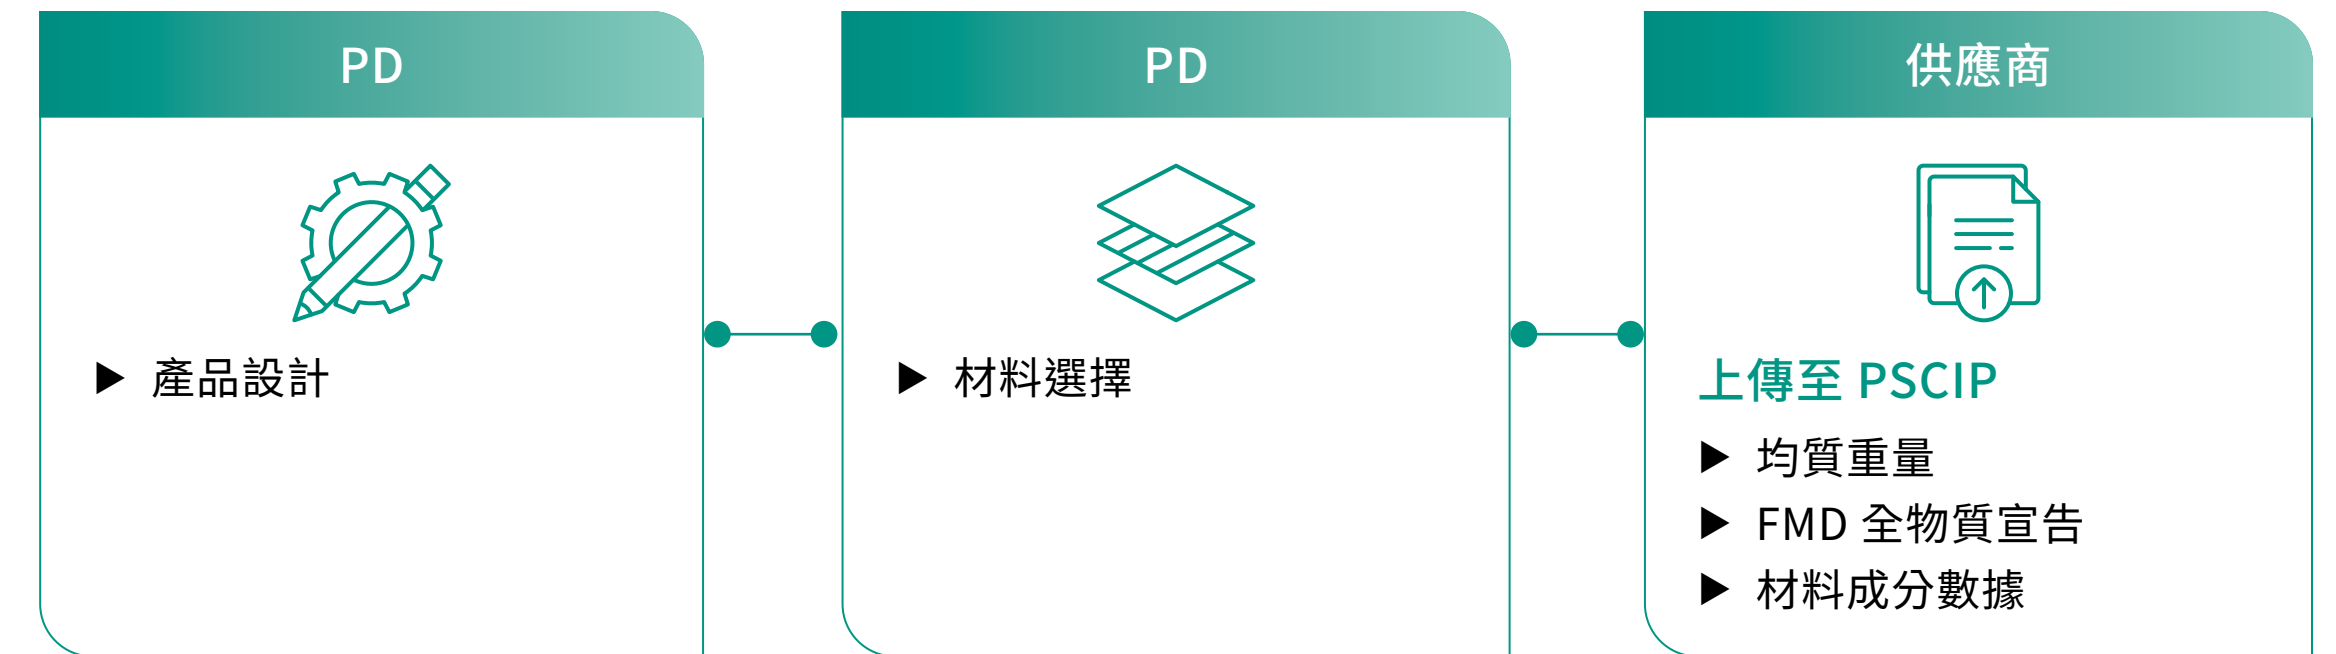 PD
▶ 產品設計
PD
▶ 材料選擇
供應商
上傳至 PSCIP
▶ 均質重量
▶ FMD 全物質宣告
▶ 材料成分數據